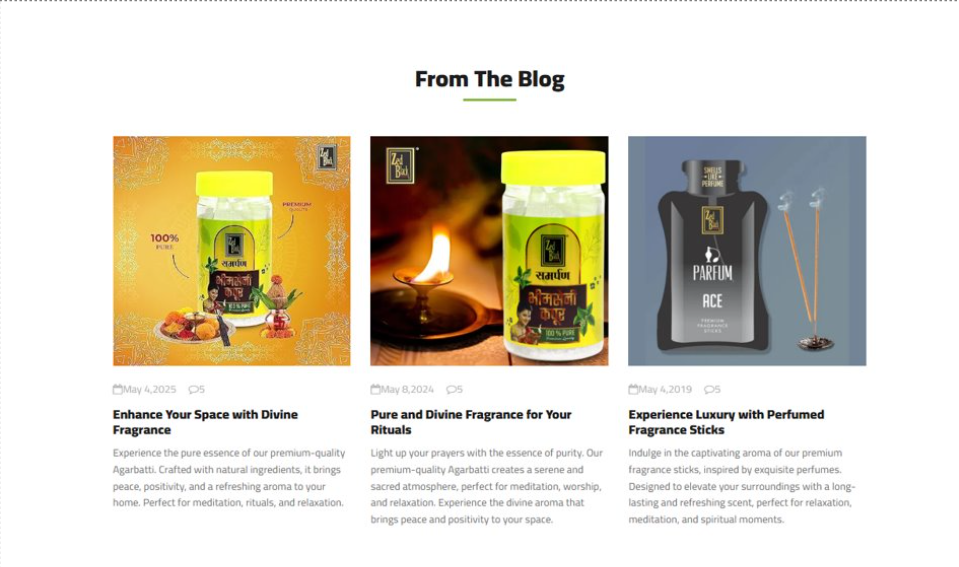 From The Blog
Zed
Black
100%
PURE
PREMIUM
QUALITY
Zed
Black
समर्पण
भीमसेनी
कपूर
Zed
Black
Zed
Black
समर्पण
भीमसेनी
कपूर
100% PURE
SMELLS
LIKE
PERFUME
Zed
Black
PARFUM
ACE
PREMIUM
FRAGRANCE
STICKS
May 4,2025 5
May 8,2024 5
May 4,2019 5
Enhance Your Space with Divine
Fragrance
Experience the pure essence of our premium-quality
Agarbatti. Crafted with natural ingredients, it brings
peace, positivity, and a refreshing aroma to your
home. Perfect for meditation, rituals, and relaxation.
Pure and Divine Fragrance for Your
Rituals
Light up your prayers with the essence of purity. Our
premium-quality Agarbatti creates a serene and
sacred atmosphere, perfect for meditation, worship,
and relaxation. Experience the divine aroma that
brings peace and positivity to your space.
Experience Luxury with Perfumed
Fragrance Sticks
Indulge in the captivating aroma of our premium
fragrance sticks, inspired by exquisite perfumes.
Designed to elevate your surroundings with a long-
lasting and refreshing scent, perfect for relaxation,
meditation, and spiritual moments.